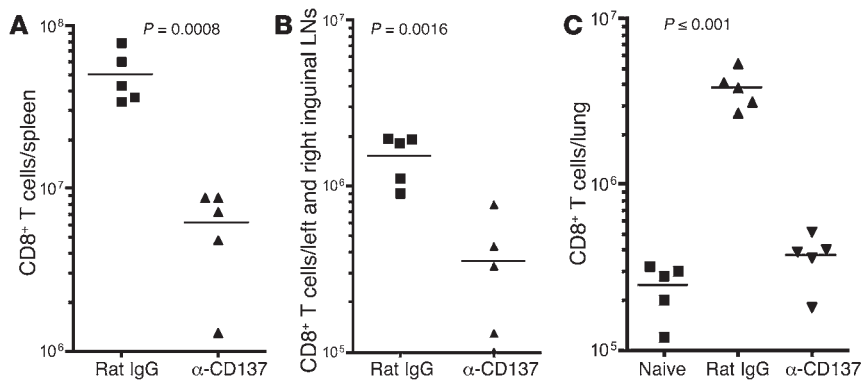 A
P = 0.0008
CD8⁺ T cells/spleen
10⁸
10⁷
10⁶
Rat IgG
α-CD137
B
P = 0.0016
CD8⁺ T cells/left and right inguinal LNs
10⁷
10⁶
10⁵
Rat IgG
α-CD137
C
P ≤ 0.001
CD8⁺ T cells/lung
10⁷
10⁶
10⁵
Naive
Rat IgG
α-CD137